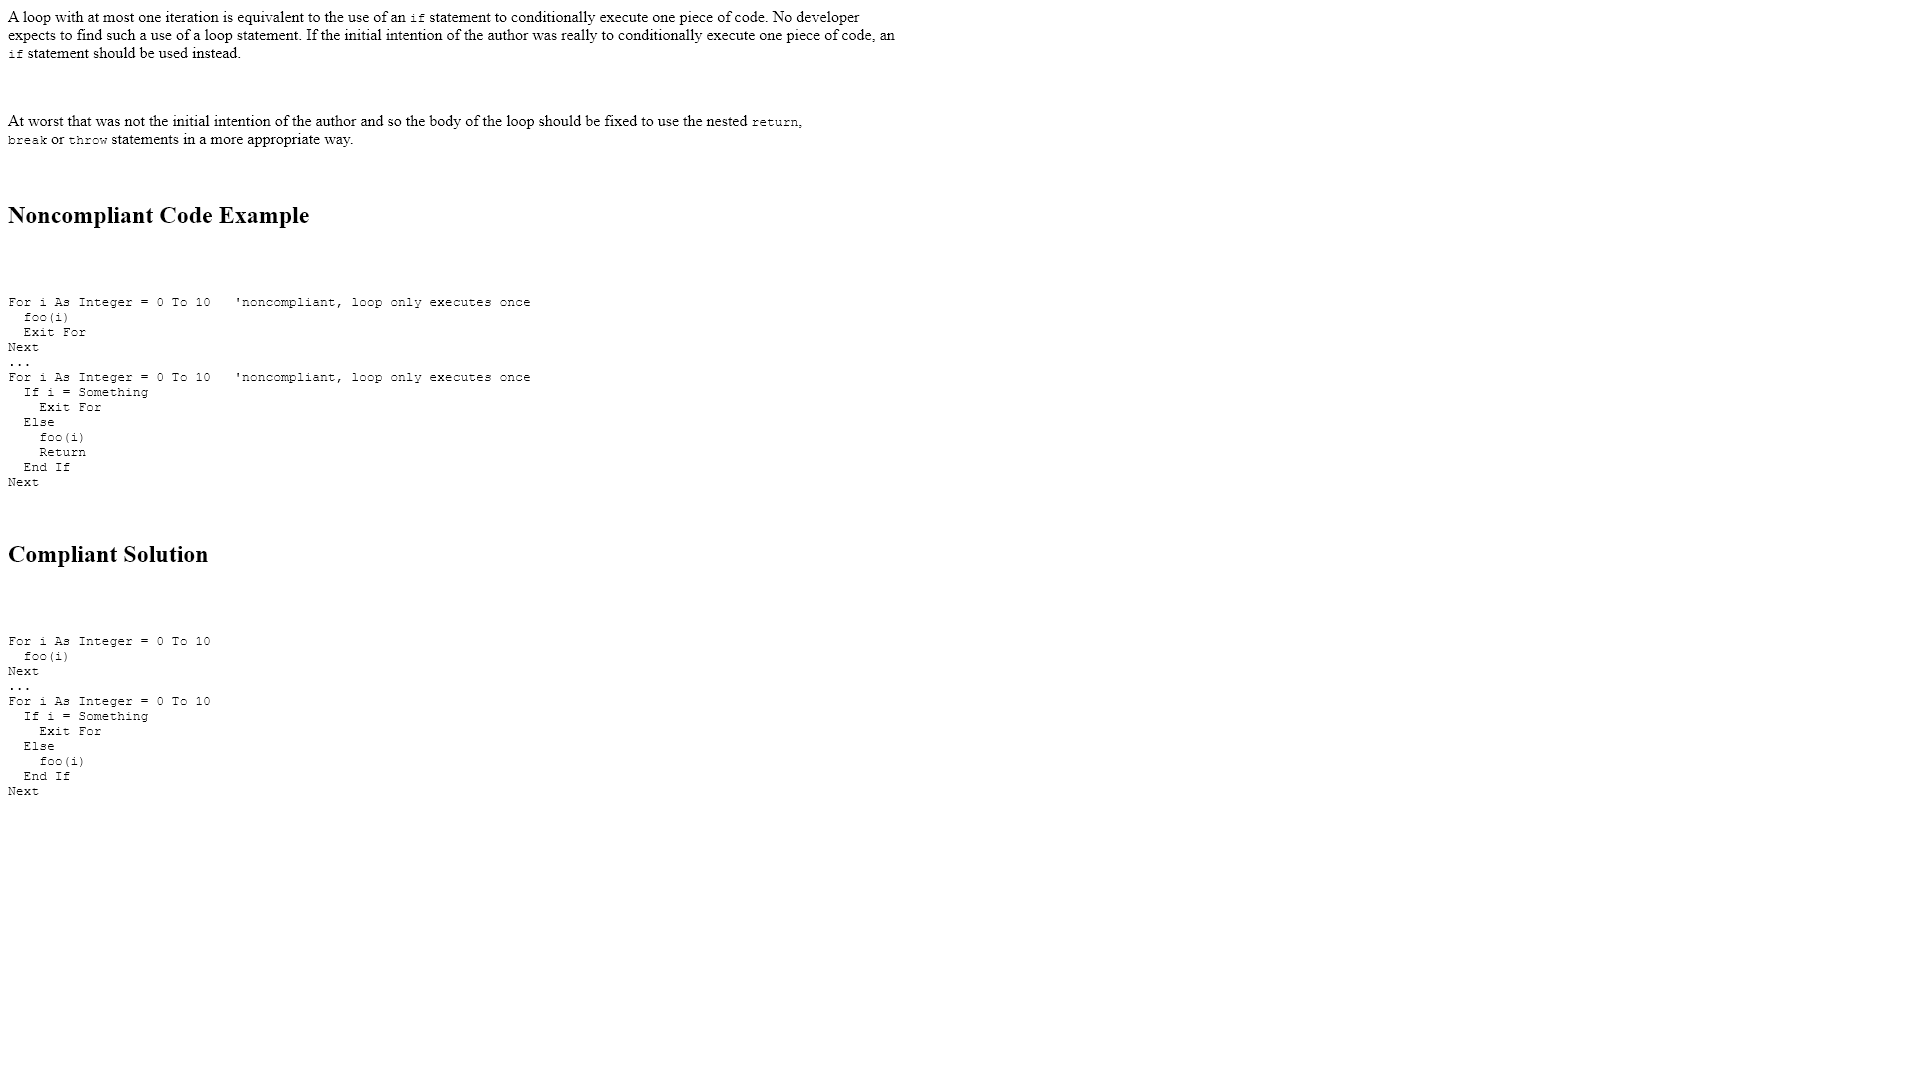 A loop with at most one iteration is equivalent to the use of an if statement to conditionally execute one piece of code. No developer
expects to find such a use of a loop statement. If the initial intention of the author was really to conditionally execute one piece of code, an
if statement should be used instead.
At worst that was not the initial intention of the author and so the body of the loop should be fixed to use the nested return,
break or throw statements in a more appropriate way.
Noncompliant Code Example
For i As Integer = 0 To 10   'noncompliant, loop only executes once
  foo(i)
  Exit For
Next
...
For i As Integer = 0 To 10   'noncompliant, loop only executes once
  If i = Something
    Exit For
  Else
    foo(i)
    Return
  End If
Next
Compliant Solution
For i As Integer = 0 To 10
  foo(i)
Next
...
For i As Integer = 0 To 10
  If i = Something
    Exit For
  Else
    foo(i)
  End If
Next